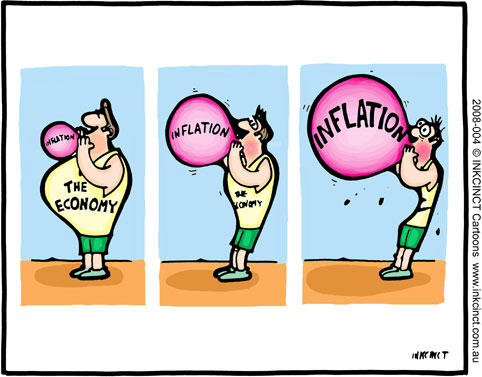 INFLATION
THE
ECONOMY
INFLATION
THE
ECONOMY
INFLATION
INKCINCT
2008-004 © INKCINCT Cartoons www.inkcinct.com.au